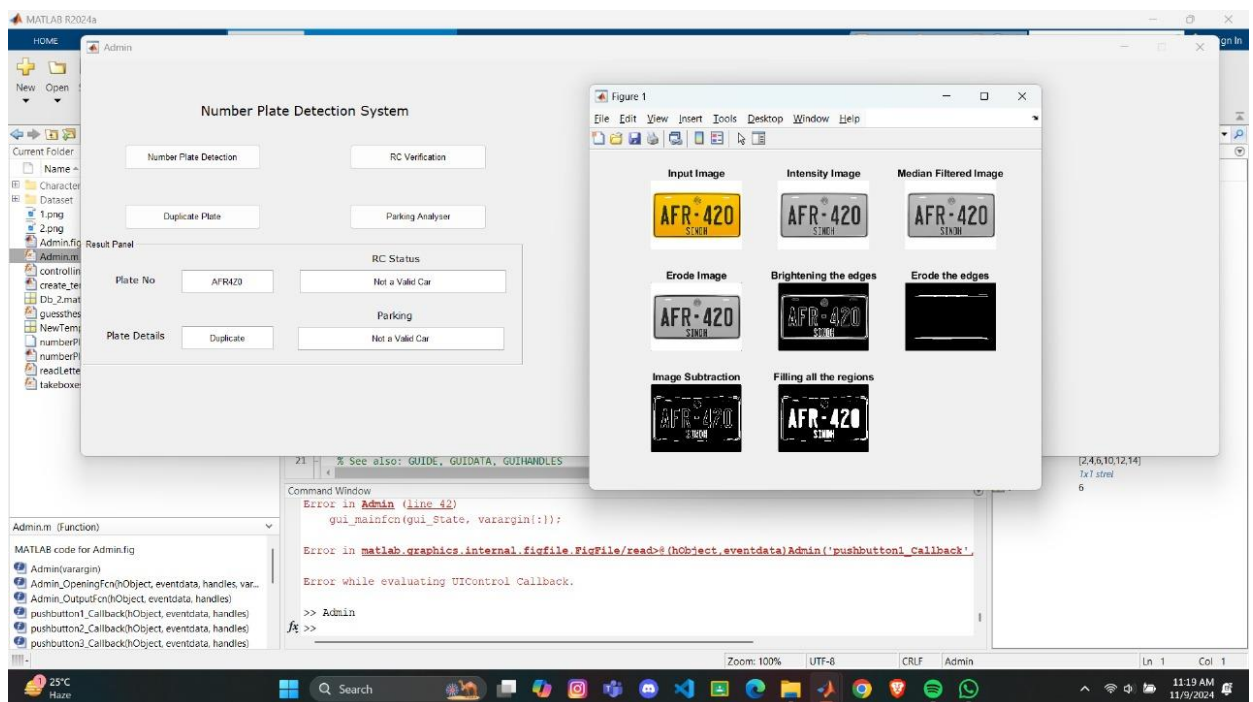 MATLAB R2024a
HOME
gn In
New Open
Current Folder
Name
Character
Dataset
1.png
2.png
Admin.fig
Admin.m
controllin
create_te
Db_2.mat
guessthes
NewTemp
numberPl
numberPl
readLette
takeboxe
Admin
Number Plate Detection System
Number Plate Detection
RC Verification
Duplicate Plate
Parking Analyser
Result Panel
RC Status
Plate No
AFR420
Not a Valid Car
Parking
Plate Details
Duplicate
Not a Valid Car
Figure 1
File Edit View Insert Tools Desktop Window Help
Input Image
Intensity Image
Median Filtered Image
AFR-420
SINDH
AFR-420
SINDH
AFR-420
SINDH
Erode Image
Brightening the edges
Erode the edges
AFR-420
SINDH
AFR-420
SINDH
Image Subtraction
Filling all the regions
AFR-420
SINDH
AFR-420
SINDH
21 % See also: GUIDE, GUIDATA, GUIHANDLES
[2,4,6,10,12,14]
1x1 strel
6
Command Window
Error in Admin (line 42)
gui_mainfcn(gui_State, varargin{:});
Error in matlab.graphics.internal.figfile.FigFile/read>@(hObject,eventdata)Admin('pushbutton1_Callback',
Error while evaluating UIControl Callback.
>> Admin
fx >>
Admin.m (Function)
MATLAB code for Admin.fig
Admin(varargin)
Admin_OpeningFcn(hObject, eventdata, handles, var...
Admin_OutputFcn(hObject, eventdata, handles)
pushbutton1_Callback(hObject, eventdata, handles)
pushbutton2_Callback(hObject, eventdata, handles)
pushbutton3_Callback(hObject, eventdata, handles)
Zoom: 100% UTF-8 CRLF Admin Ln 1 Col 1
1
25°C
Haze
Search
11:19 AM
11/9/2024